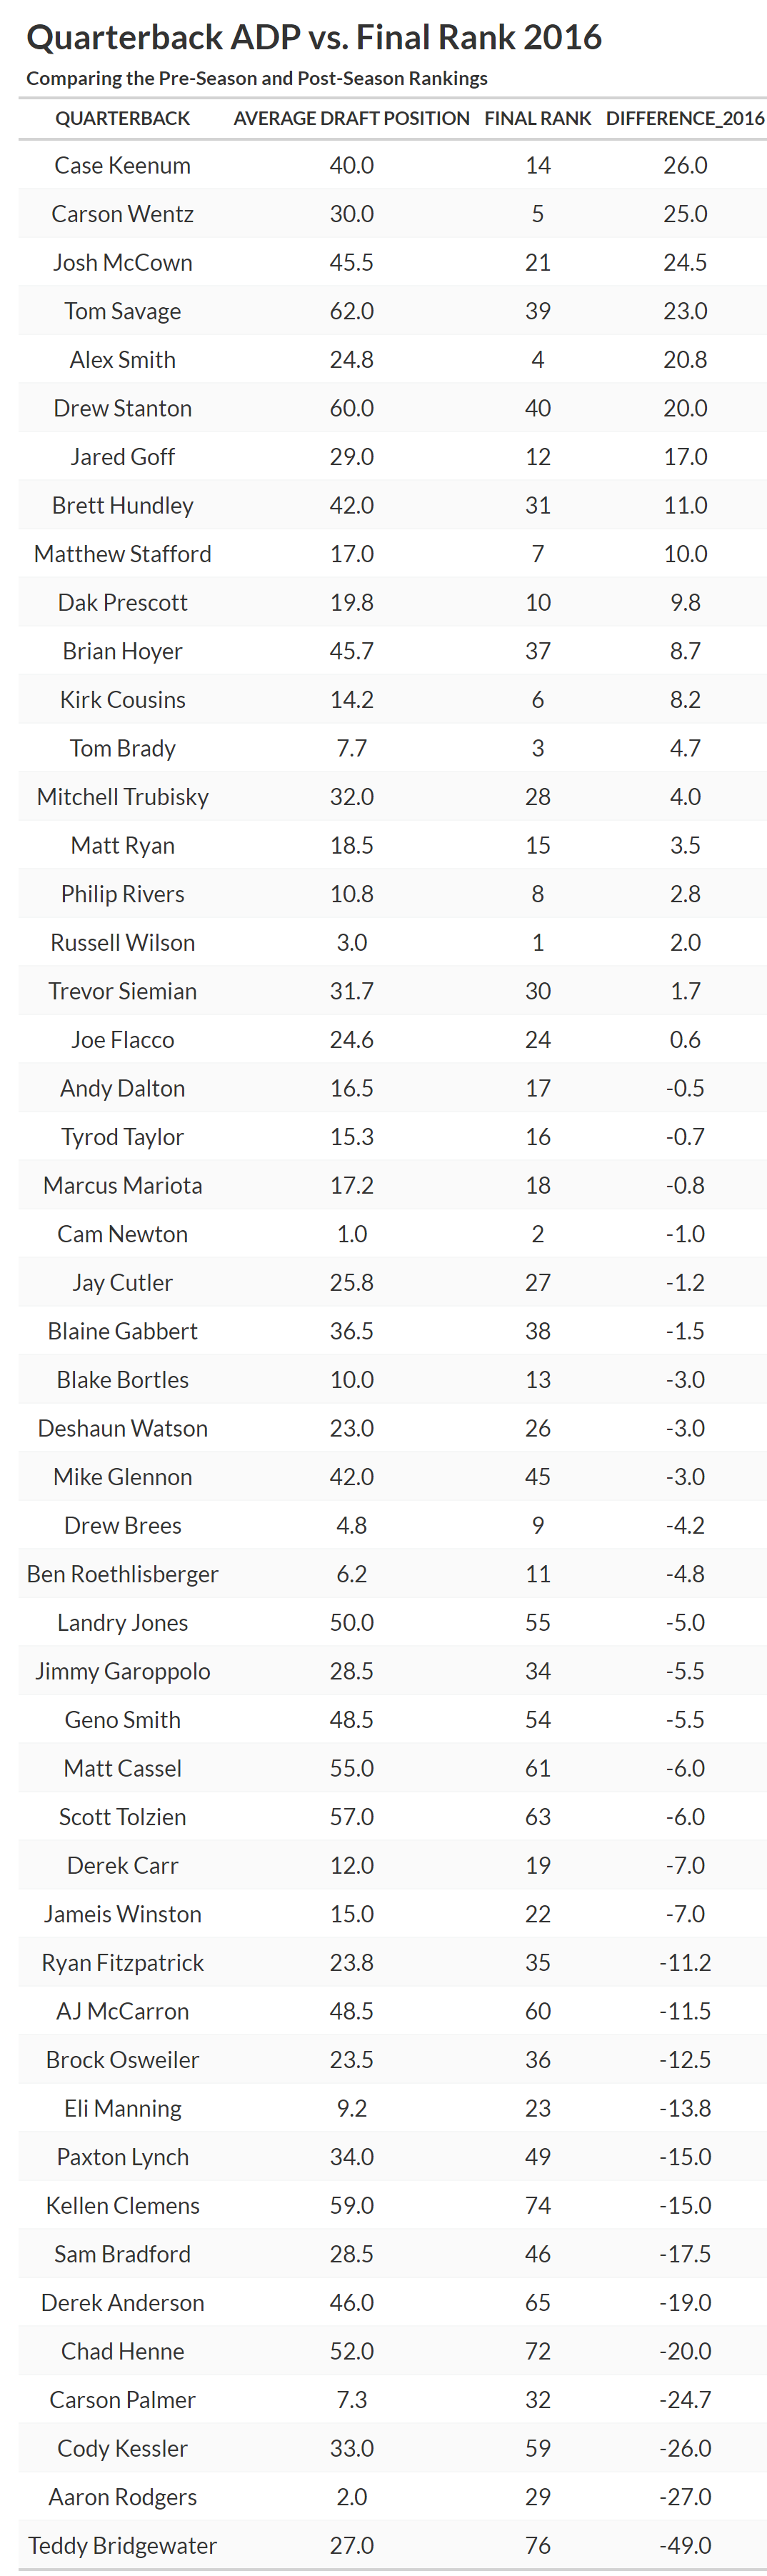 Quarterback ADP vs. Final Rank 2016
Comparing the Pre-Season and Post-Season Rankings
QUARTERBACK AVERAGE DRAFT POSITION FINAL RANK DIFFERENCE_2016
Case Keenum 40.0 14 26.0
Carson Wentz 30.0 5 25.0
Josh McCown 45.5 21 24.5
Tom Savage 62.0 39 23.0
Alex Smith 24.8 4 20.8
Drew Stanton 60.0 40 20.0
Jared Goff 29.0 12 17.0
Brett Hundley 42.0 31 11.0
Matthew Stafford 17.0 7 10.0
Dak Prescott 19.8 10 9.8
Brian Hoyer 45.7 37 8.7
Kirk Cousins 14.2 6 8.2
Tom Brady 7.7 3 4.7
Mitchell Trubisky 32.0 28 4.0
Matt Ryan 18.5 15 3.5
Philip Rivers 10.8 8 2.8
Russell Wilson 3.0 1 2.0
Trevor Siemian 31.7 30 1.7
Joe Flacco 24.6 24 0.6
Andy Dalton 16.5 17 -0.5
Tyrod Taylor 15.3 16 -0.7
Marcus Mariota 17.2 18 -0.8
Cam Newton 1.0 2 -1.0
Jay Cutler 25.8 27 -1.2
Blaine Gabbert 36.5 38 -1.5
Blake Bortles 10.0 13 -3.0
Deshaun Watson 23.0 26 -3.0
Mike Glennon 42.0 45 -3.0
Drew Brees 4.8 9 -4.2
Ben Roethlisberger 6.2 11 -4.8
Landry Jones 50.0 55 -5.0
Jimmy Garoppolo 28.5 34 -5.5
Geno Smith 48.5 54 -5.5
Matt Cassel 55.0 61 -6.0
Scott Tolzien 57.0 63 -6.0
Derek Carr 12.0 19 -7.0
Jameis Winston 15.0 22 -7.0
Ryan Fitzpatrick 23.8 35 -11.2
AJ McCarron 48.5 60 -11.5
Brock Osweiler 23.5 36 -12.5
Eli Manning 9.2 23 -13.8
Paxton Lynch 34.0 49 -15.0
Kellen Clemens 59.0 74 -15.0
Sam Bradford 28.5 46 -17.5
Derek Anderson 46.0 65 -19.0
Chad Henne 52.0 72 -20.0
Carson Palmer 7.3 32 -24.7
Cody Kessler 33.0 59 -26.0
Aaron Rodgers 2.0 29 -27.0
Teddy Bridgewater 27.0 76 -49.0